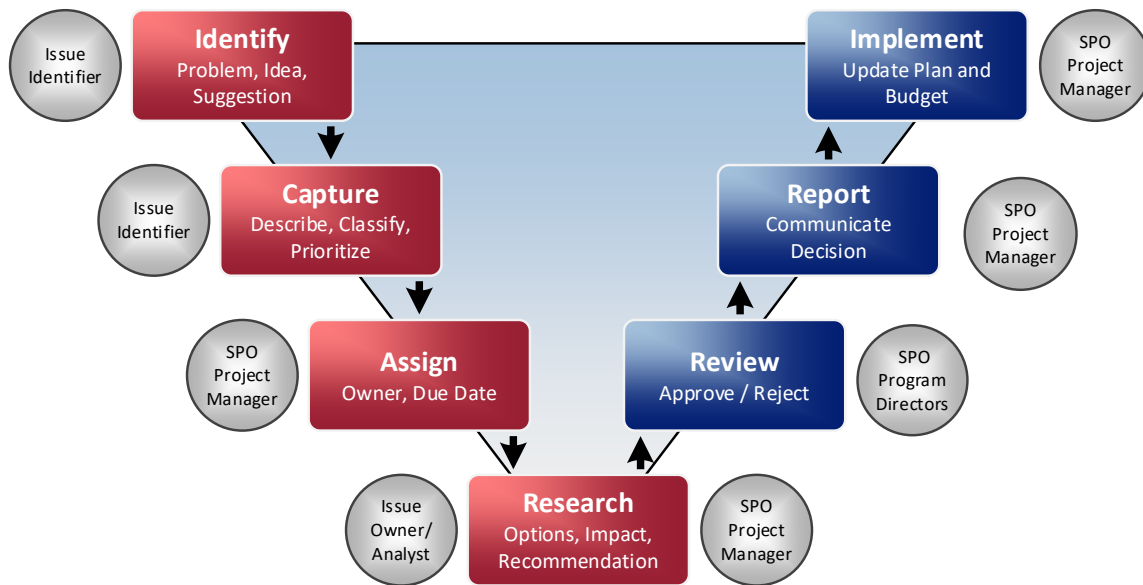 Issue
Identifier
Identify
Problem, Idea,
Suggestion
Implement
Update Plan and
Budget
SPO
Project
Manager
Issue
Identifier
Capture
Describe, Classify,
Prioritize
Report
Communicate
Decision
SPO
Project
Manager
SPO
Project
Manager
Assign
Owner, Due Date
Review
Approve / Reject
SPO
Program
Directors
Issue
Owner/
Analyst
Research
Options, Impact,
Recommendation
SPO
Project
Manager